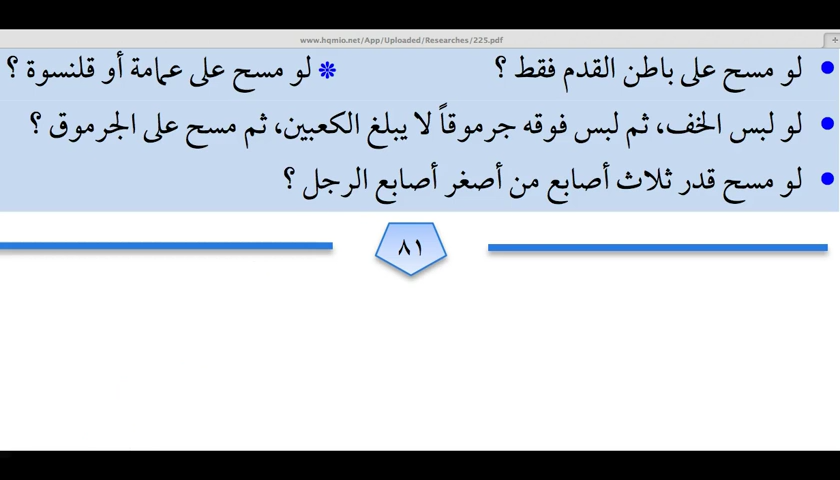 www.hqmio.net/App/Uploaded/Researches/225.pdf
لو مسح على باطن القدم فقط ؟ * لو مسح على عمامة أو قلنسوة ؟
لو لبس الخف، ثم لبس فوقه جرموقاً لا يبلغ الكعبين، ثم مسح على الجرموق ؟
لو مسح قدر ثلاث أصابع من أصغر أصابع الرجل ؟
٨١